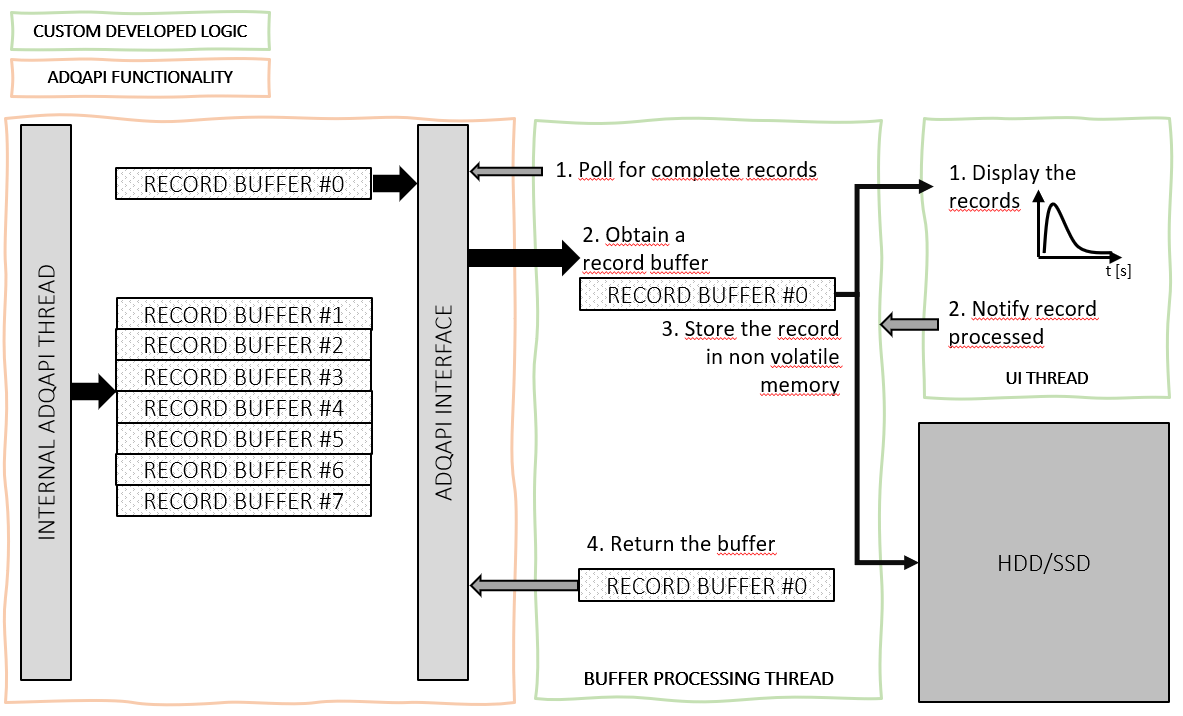 CUSTOM DEVELOPED LOGIC
ADQAPI FUNCTIONALITY
INTERNAL ADQAPI THREAD
RECORD BUFFER #0
RECORD BUFFER #1
RECORD BUFFER #2
RECORD BUFFER #3
RECORD BUFFER #4
RECORD BUFFER #5
RECORD BUFFER #6
RECORD BUFFER #7
ADQAPI INTERFACE
1. Poll for complete records
2. Obtain a
record buffer
RECORD BUFFER #0
3. Store the record
in non volatile
memory
4. Return the buffer
RECORD BUFFER #0
BUFFER PROCESSING THREAD
1. Display the
records
t [s]
2. Notify record
processed
UI THREAD
HDD/SSD